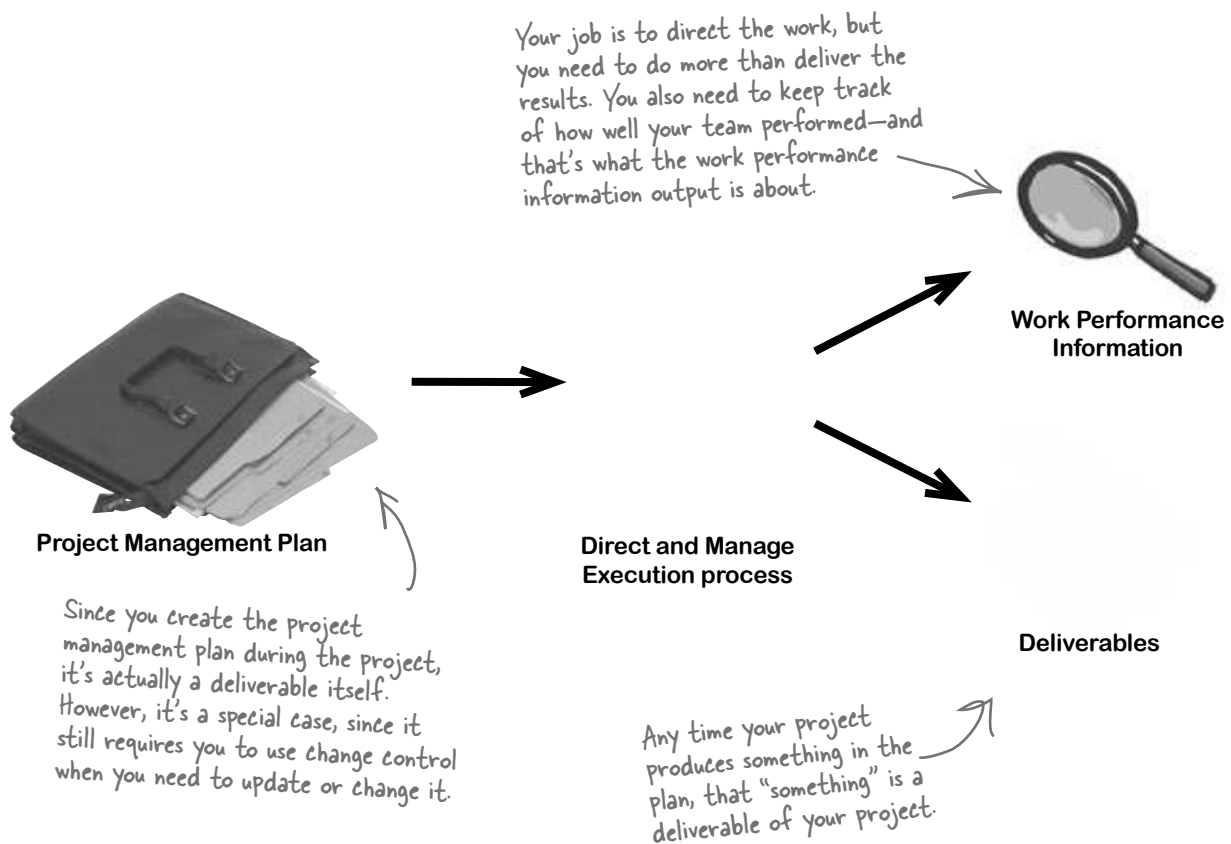 Your job is to direct the work, but
you need to do more than deliver the
results. You also need to keep track
of how well your team performed—and
that's what the work performance
information output is about.
Work Performance
Information
Project Management Plan
Direct and Manage
Execution process
Since you create the project
management plan during the project,
it's actually a deliverable itself.
However, it's a special case, since it
still requires you to use change control
when you need to update or change it.
Deliverables
Any time your project
produces something in the
plan, that “something” is a
deliverable of your project.